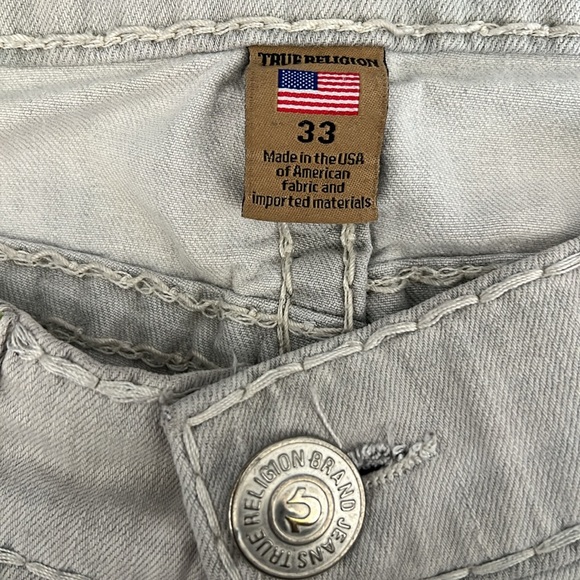 TRUE RELIGION
33
Made in the USA
of American
fabric and
imported materials
TRUE RELIGION BRAND JEANS